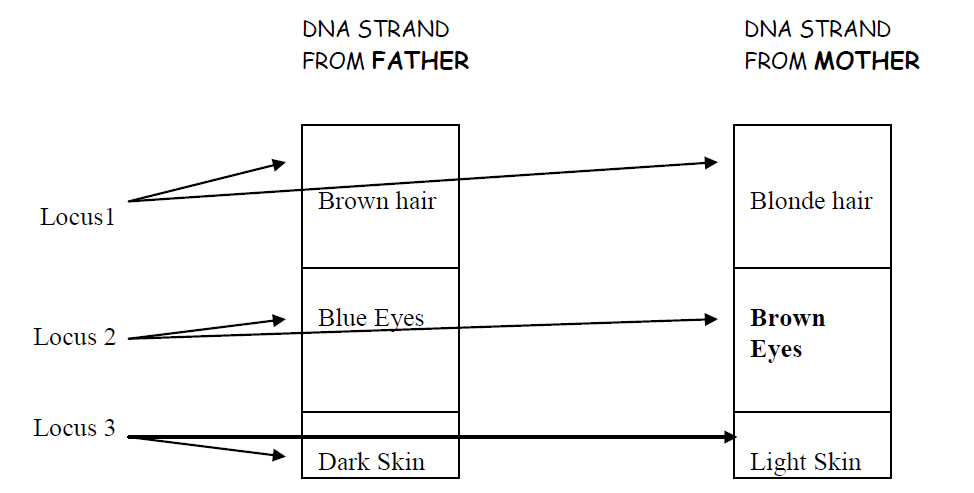 DNA STRAND
FROM FATHER
DNA STRAND
FROM MOTHER
Locus1
Brown hair
Blonde hair
Locus 2
Blue Eyes
Brown
Eyes
Locus 3
Dark Skin
Light Skin